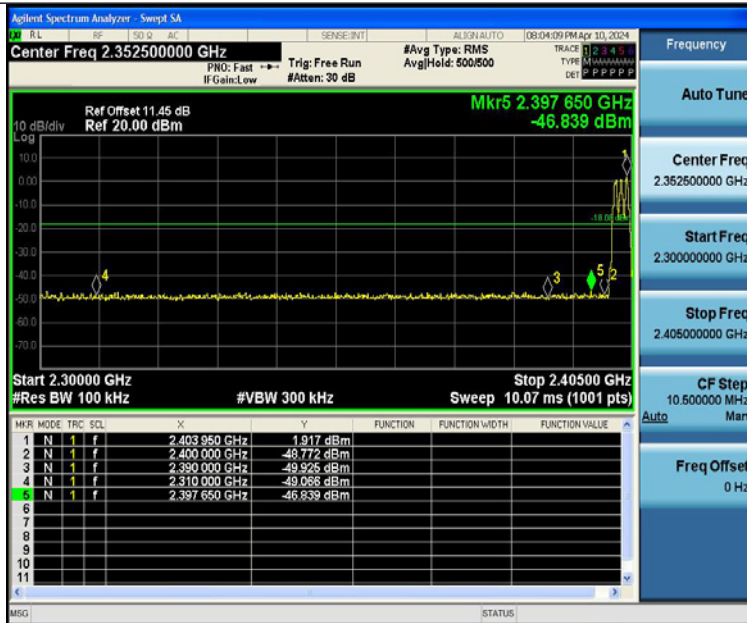 Agilent Spectrum Analyzer - Swept SA
RL RF 50 Ω AC SENSE:INT ALIGN AUTO 08:04:09 PM Apr 10, 2024
Center Freq 2.352500000 GHz
PNO: Fast
IFGain:Low
Trig: Free Run
#Atten: 30 dB
#Avg Type: RMS
Avg|Hold: 500/500
TRACE 1 2 3 4 5 6
TYPE M
DET P P P P P P
Ref Offset 11.45 dB
10 dB/div Ref 20.00 dBm
Mkr5 2.397 650 GHz
-46.839 dBm
Log
10.0
0.00
-10.0
-20.0
-30.0
-40.0
-50.0
-60.0
-70.0
1
4
3
5
2
Start 2.30000 GHz Stop 2.40500 GHz
#Res BW 100 kHz #VBW 300 kHz Sweep 10.07 ms (1001 pts)
MKR MODE TRC SCL X Y FUNCTION FUNCTION WIDTH FUNCTION VALUE
1 N 1 f 2.403 950 GHz 1.917 dBm
2 N 1 f 2.400 000 GHz -48.772 dBm
3 N 1 f 2.390 000 GHz -49.925 dBm
4 N 1 f 2.310 000 GHz -49.066 dBm
5 N 1 f 2.397 650 GHz -46.839 dBm
6
7
8
9
10
11
MSG STATUS
Frequency
Auto Tune
Center Freq
2.352500000 GHz
Start Freq
2.300000000 GHz
Stop Freq
2.405000000 GHz
CF Step
10.500000 MHz
Auto Man
Freq Offset
0 Hz